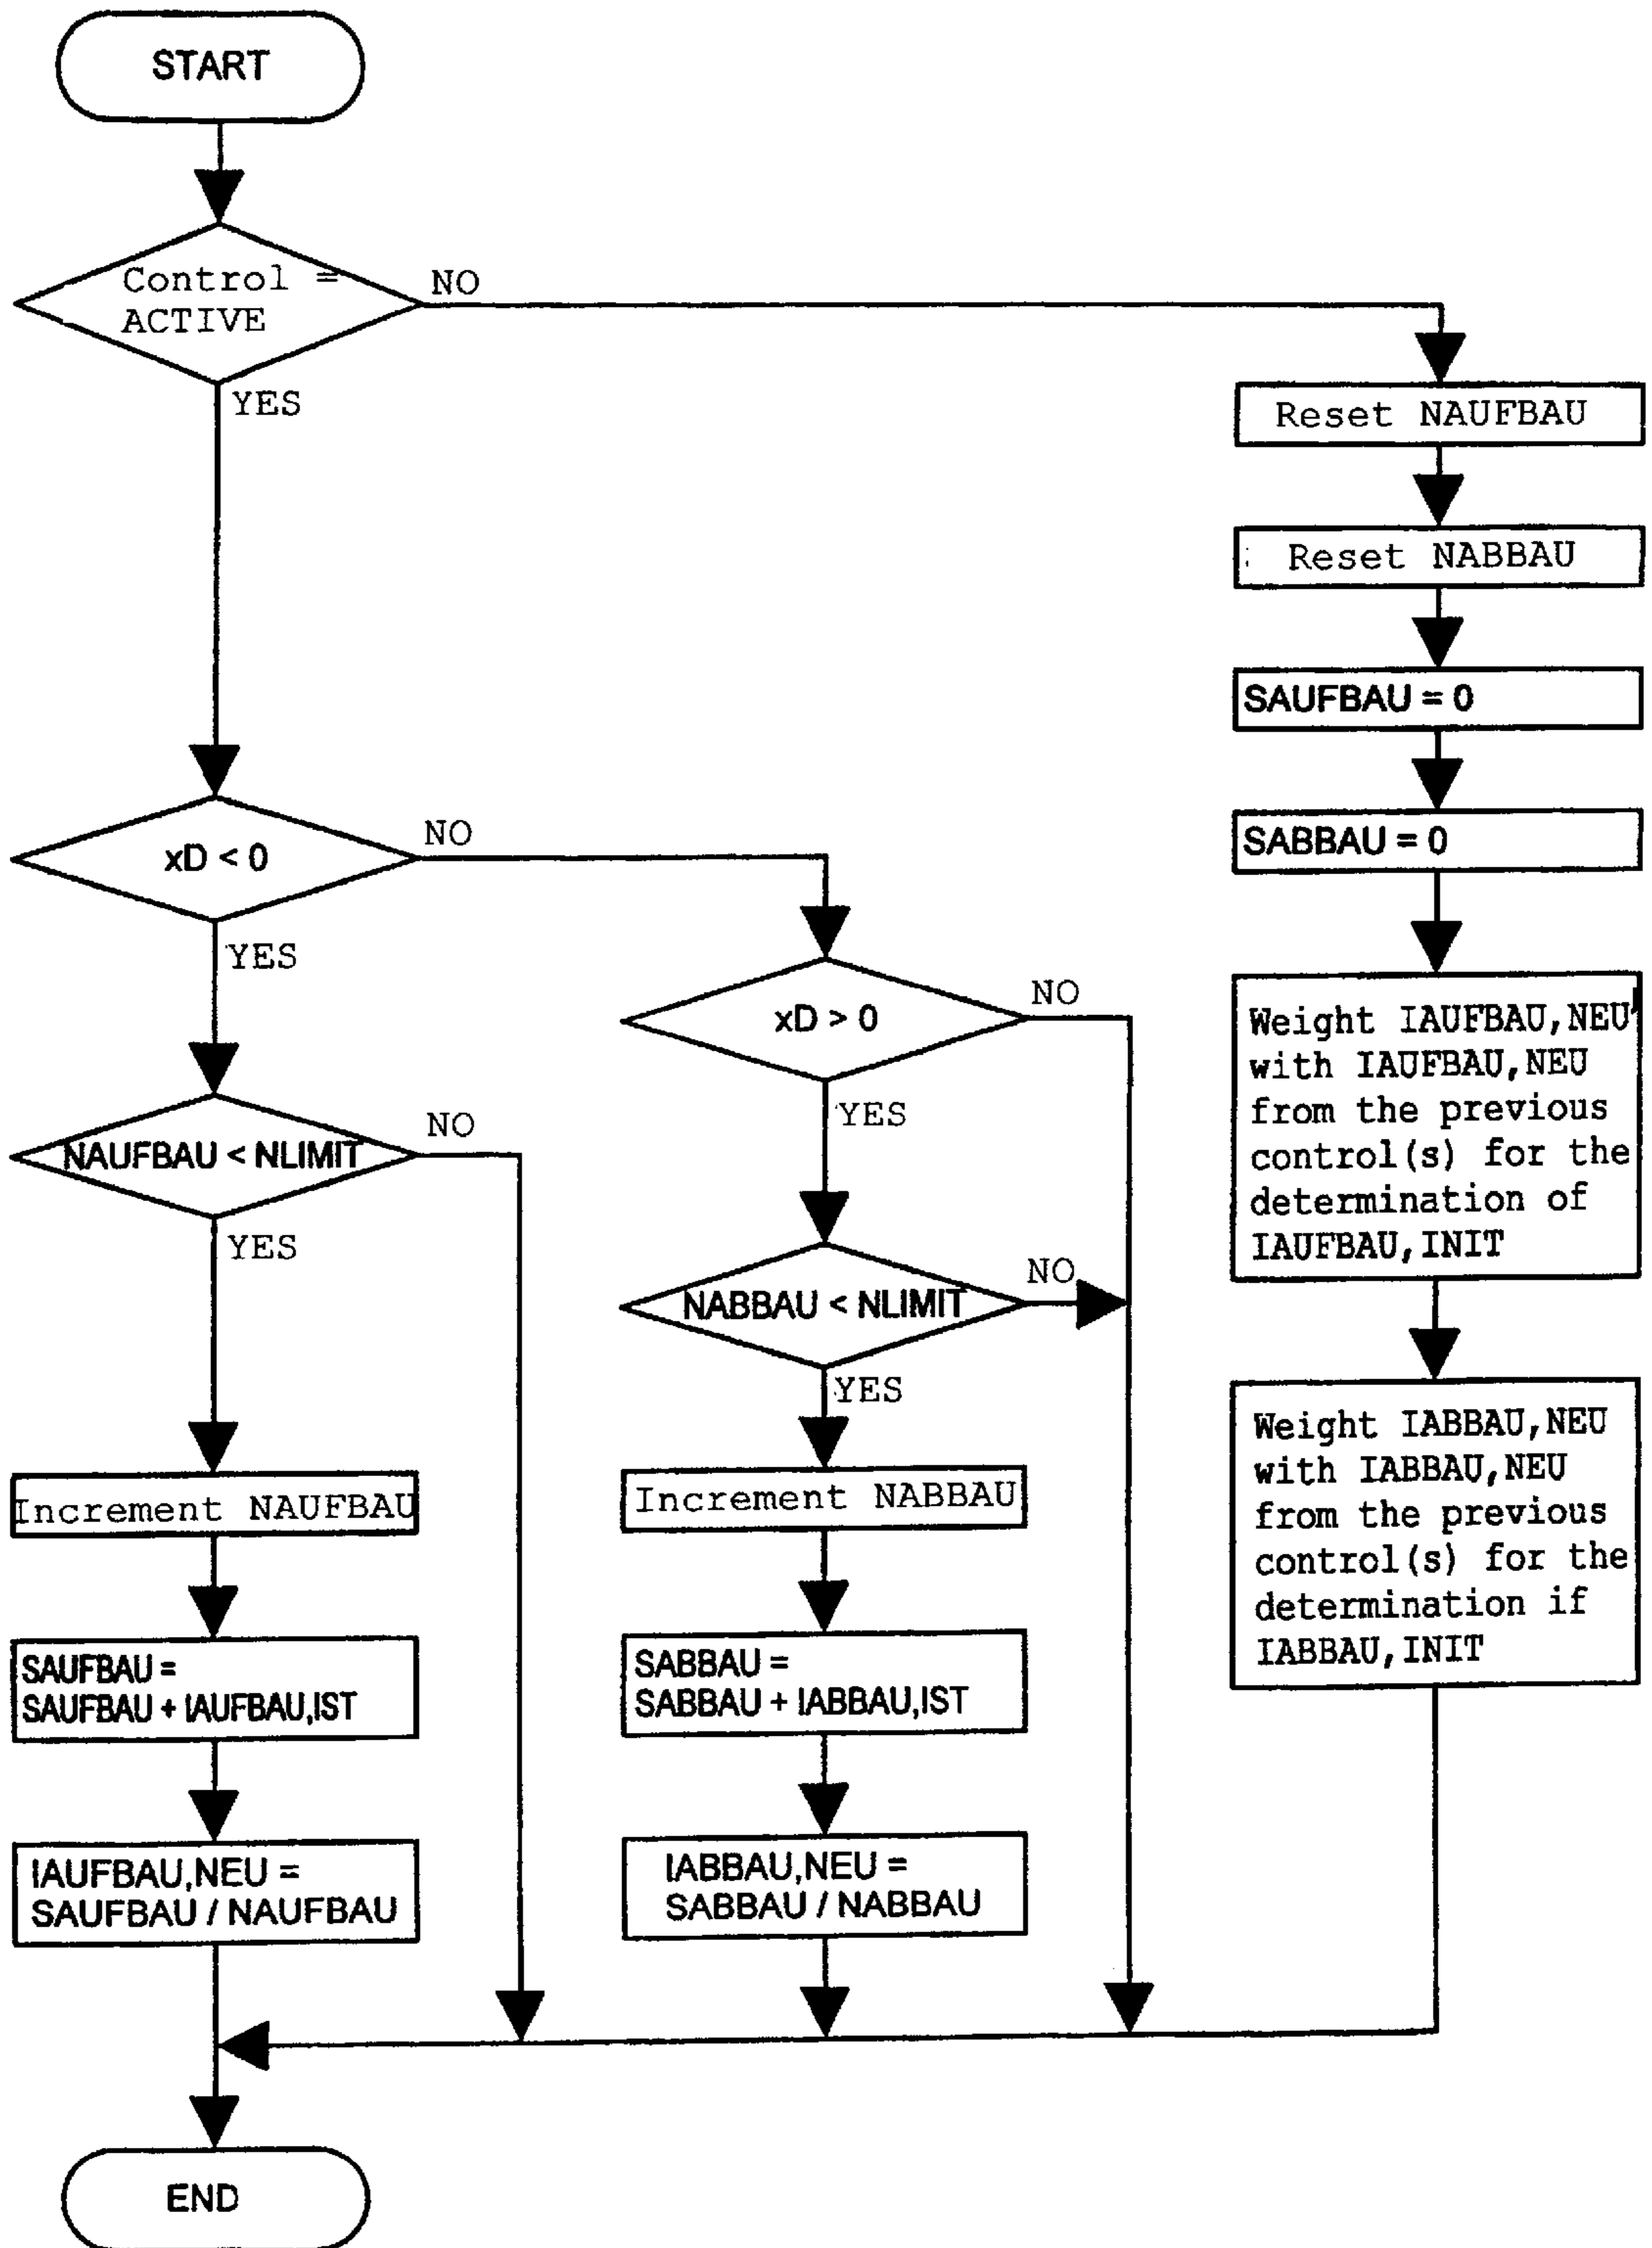 START
Control =
ACTIVE
NO
YES
Reset NAUFBAU
Reset NABBAU
SAUFBAU = 0
SABBAU = 0
Weight IAUFBAU,NEU
with IAUFBAU,NEU
from the previous
control(s) for the
determination of
IAUFBAU,INIT
Weight IABBAU,NEU
with IABBAU,NEU
from the previous
control(s) for the
determination if
IABBAU,INIT
xD < 0
NO
YES
xD > 0
NO
YES
NAUFBAU < NLIMIT
NO
YES
NABBAU < NLIMIT
NO
YES
Increment NAUFBAU
SAUFBAU =
SAUFBAU + IAUFBAU,IST
IAUFBAU,NEU =
SAUFBAU / NAUFBAU
Increment NABBAU
SABBAU =
SABBAU + IABBAU,IST
IABBAU,NEU =
SABBAU / NABBAU
END